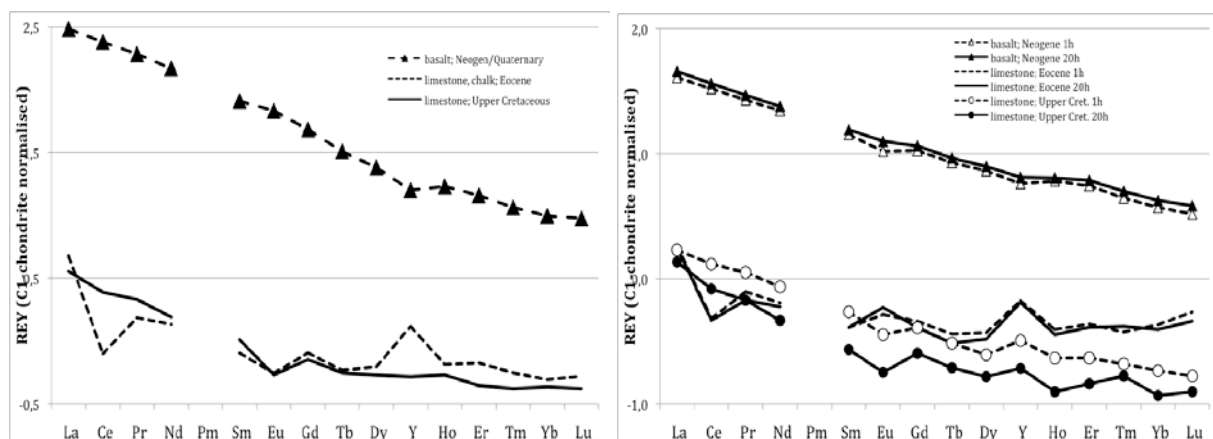 REY (C1-chondrite normalised)
2,5
1,5
0,5
-0,5
basalt; Neogen/Quaternary
limestone, chalk; Eocene
limestone; Upper Cretaceous
La Ce Pr Nd Pm Sm Eu Gd Tb Dy Y Ho Er Tm Yb Lu
REY (C1-chondrite normalised)
2,0
1,0
0,0
-1,0
basalt; Neogene 1h
basalt; Neogene 20h
limestone; Eocene 1h
limestone; Eocene 20h
limestone; Upper Cret. 1h
limestone; Upper Cret. 20h
La Ce Pr Nd Pm Sm Eu Gd Tb Dy Y Ho Er Tm Yb Lu